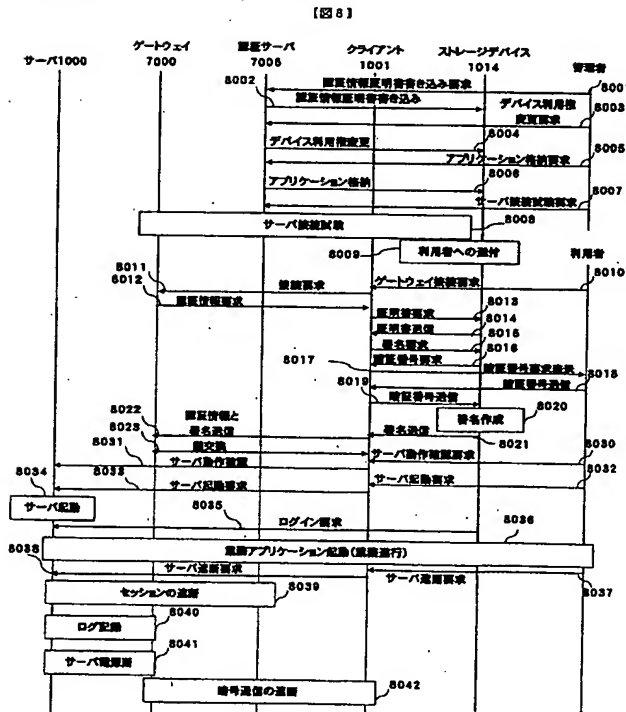 【図8】
サーバ1000
ゲートウェイ
7000
認証サーバ
7006
クライアント
1001
ストレージデバイス
1014
管理者
8001
認証情報証明書書き込み要求
8002
認証情報証明書書き込み
デバイス利用権
変更要求
8003
デバイス利用権変更
8004
8005
アプリケーション格納要求
アプリケーション格納
8006
8007
サーバ接続試験要求
サーバ接続試験
8008
8009
利用者への送付
利用者
8010
8011
接続要求
ゲートウェイ接続要求
6012
認証情報要求
8013
証明書要求
8014
証明書送信
8015
署名要求
8016
暗証番号要求
8017
暗証番号要求表示
8018
暗証番号送信
8019
暗証番号送信
署名作成
8020
8022
認証情報と
署名送信
署名送信
8021
8023
鍵交換
8030
8031
サーバ動作確認
サーバ動作確認要求
8032
8033
サーバ起動要求
サーバ起動要求
8034
サーバ起動
8035
ログイン要求
8036
業務アプリケーション起動(業務遂行)
8038
サーバ遮断要求
サーバ遮断要求
8037
セッションの遮断
8039
ログ記録
8040
サーバ電源断
8041
暗号通信の遮断
8042